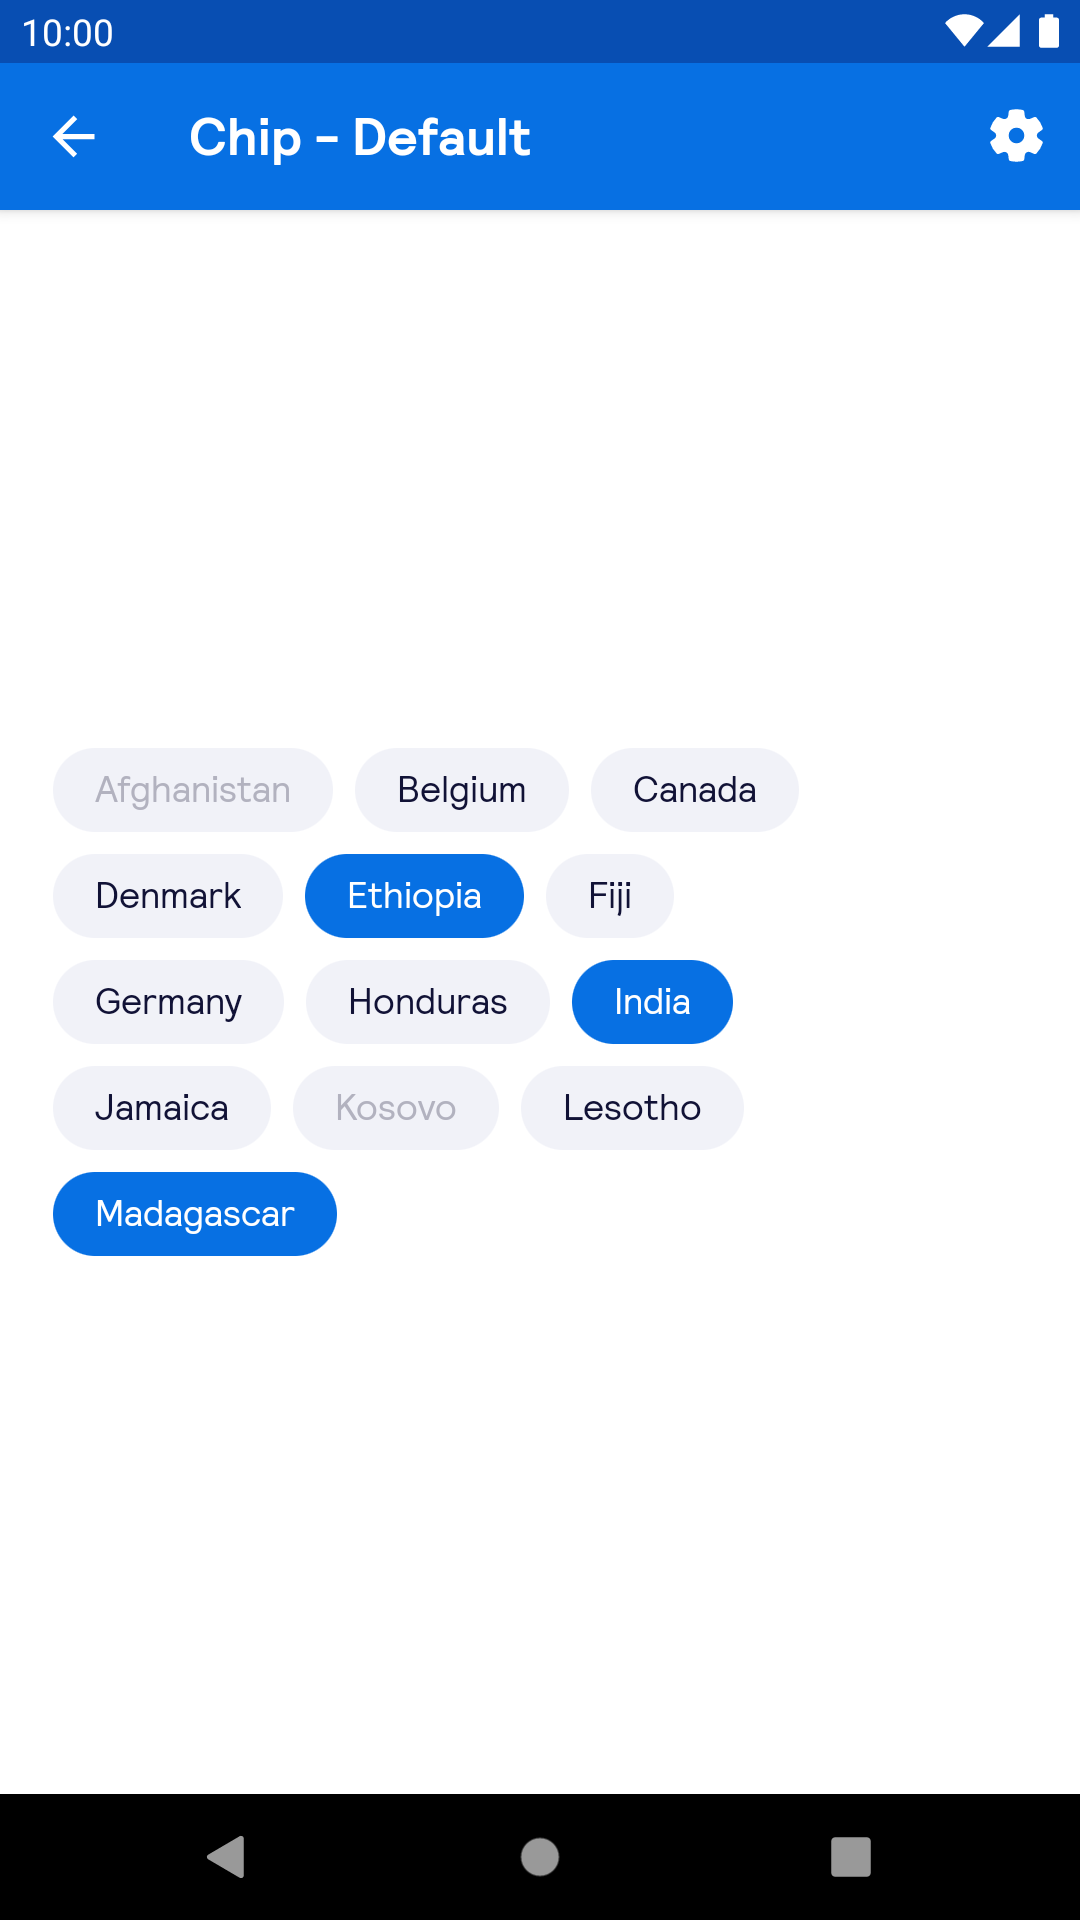 10:00
Chip - Default
Afghanistan Belgium Canada
Denmark Ethiopia Fiji
Germany Honduras India
Jamaica Kosovo Lesotho
Madagascar